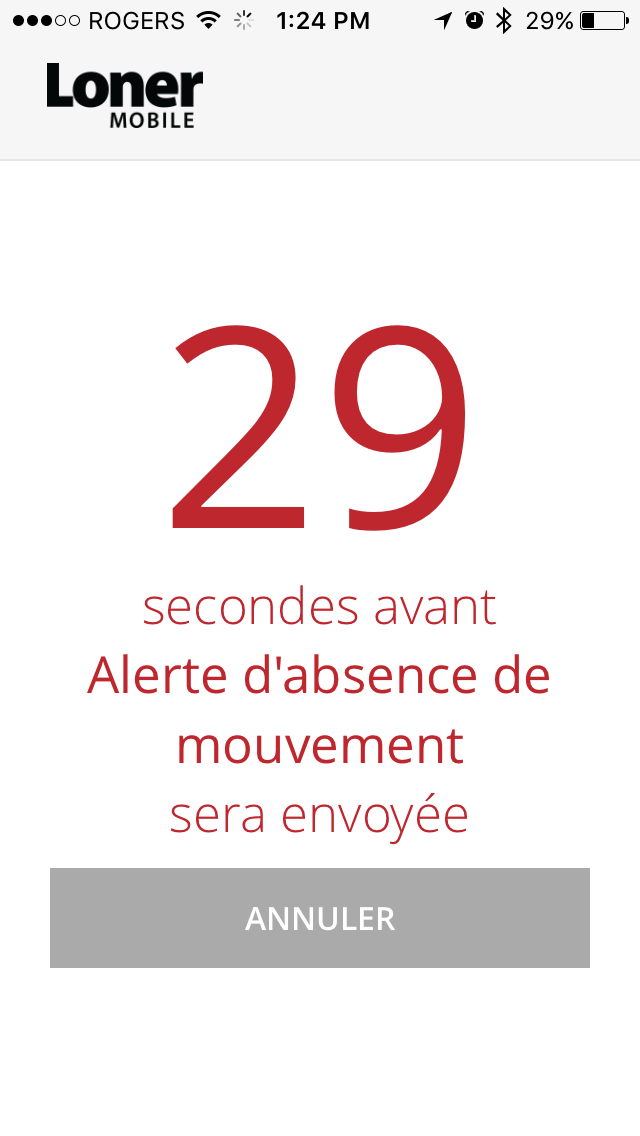 ROGERS 1:24 PM 29%
Loner
MOBILE
29
secondes avant
Alerte d'absence de
mouvement
sera envoyée
ANNULER